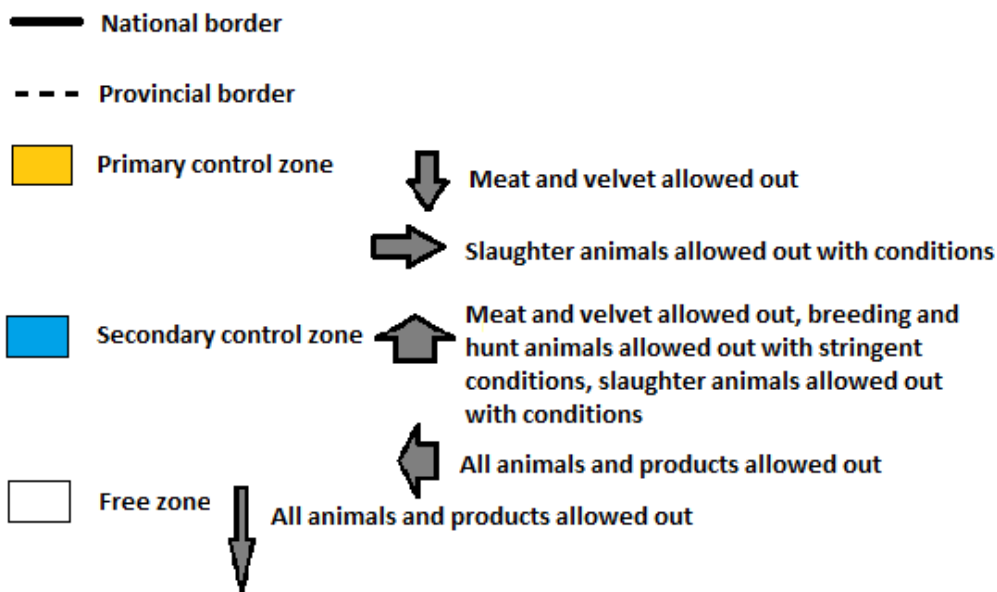 National border
Provincial border
Primary control zone
Meat and velvet allowed out
Slaughter animals allowed out with conditions
Secondary control zone
Meat and velvet allowed out, breeding and
hunt animals allowed out with stringent
conditions, slaughter animals allowed out
with conditions
All animals and products allowed out
Free zone
All animals and products allowed out